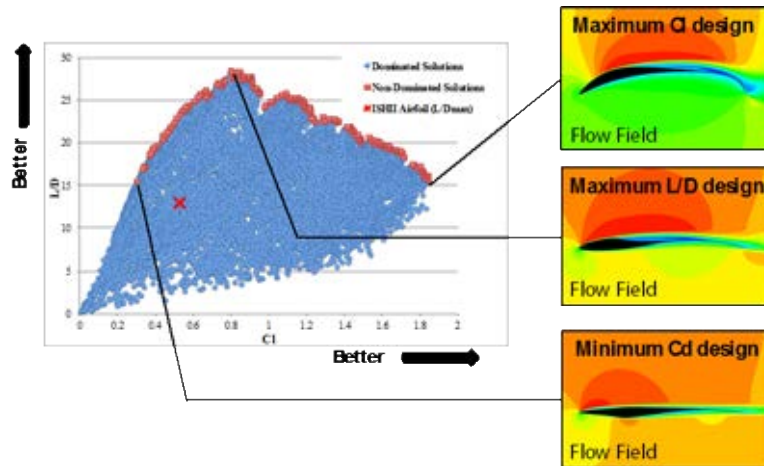 Maximum Cl design
Flow Field
Maximum L/D design
Flow Field
Minimum Cd design
Flow Field
Better
L/D
30
25
20
15
10
5
0
Dominated Solutions
Non-Dominated Solutions
ISHII Airfoil (L/Dmax)
0
0.2
0.4
0.6
0.8
1
1.2
1.4
1.6
1.8
2
Cl
Better